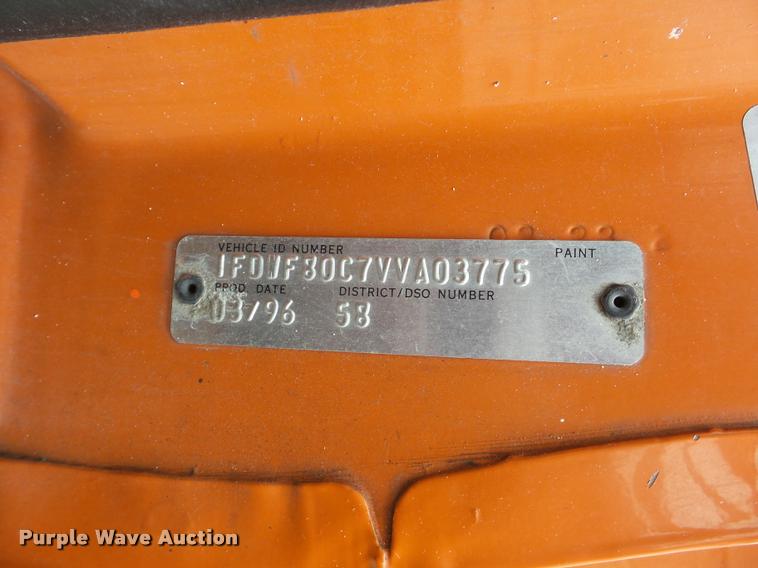 VEHICLE ID NUMBER PAINT
1FDWF80C7VVA03775
PROD. DATE DISTRICT/DSO NUMBER
03/96 58
Purple Wave Auction